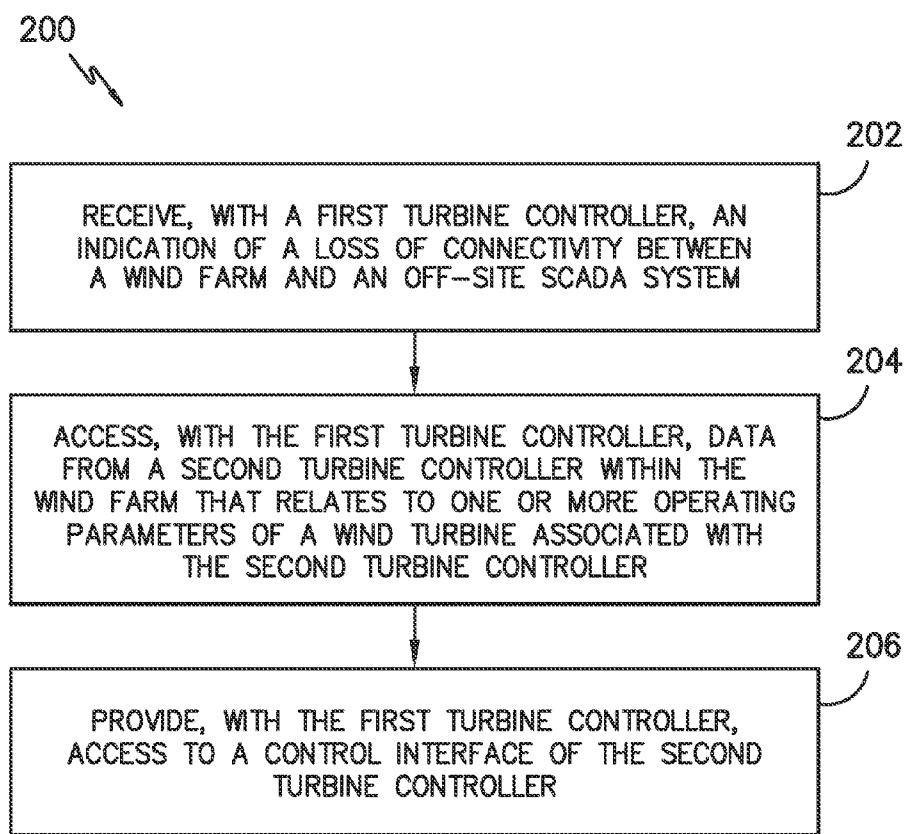 200
202
RECEIVE, WITH A FIRST TURBINE CONTROLLER, AN
INDICATION OF A LOSS OF CONNECTIVITY BETWEEN
A WIND FARM AND AN OFF-SITE SCADA SYSTEM
204
ACCESS, WITH THE FIRST TURBINE CONTROLLER, DATA
FROM A SECOND TURBINE CONTROLLER WITHIN THE
WIND FARM THAT RELATES TO ONE OR MORE OPERATING
PARAMETERS OF A WIND TURBINE ASSOCIATED WITH
THE SECOND TURBINE CONTROLLER
206
PROVIDE, WITH THE FIRST TURBINE CONTROLLER,
ACCESS TO A CONTROL INTERFACE OF THE SECOND
TURBINE CONTROLLER